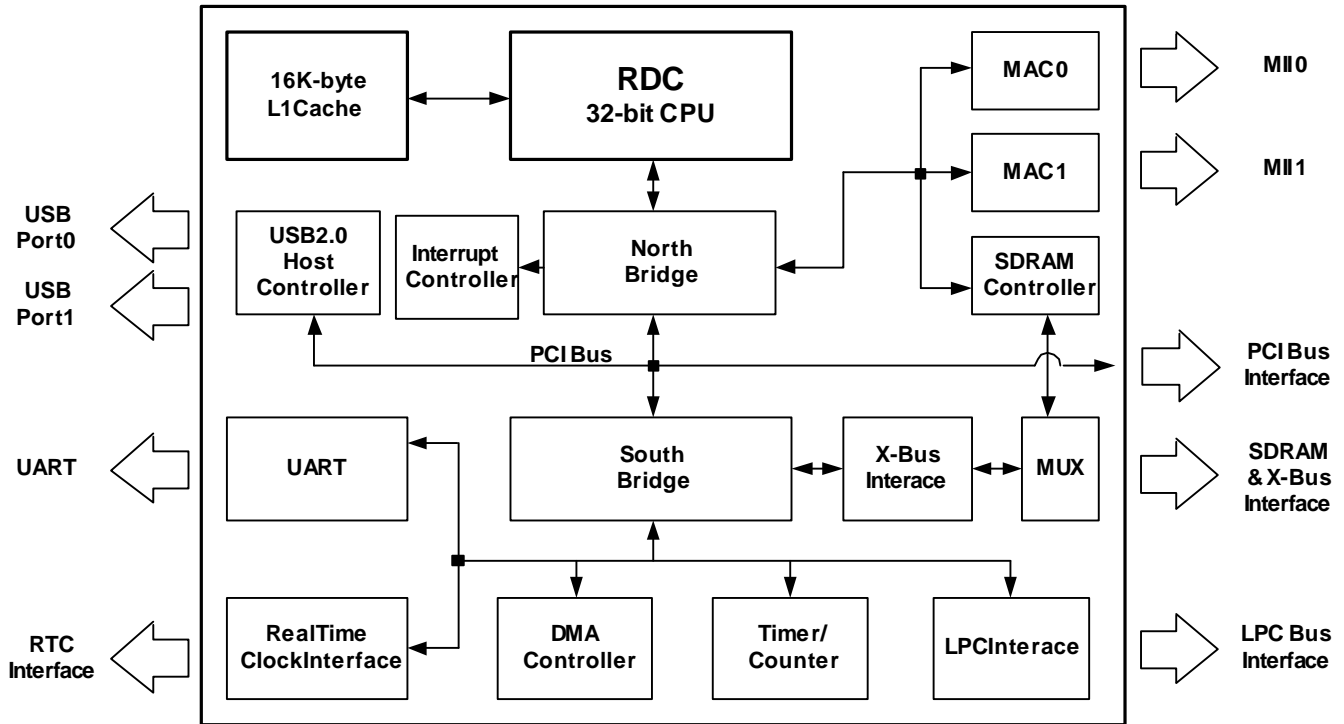 16K-byte
L1Cache
RDC
32-bit CPU
MAC0
MII0
MAC1
MII1
USB
Port0
USB
Port1
USB2.0
Host
Controller
Interrupt
Controller
North
Bridge
SDRAM
Controller
PCI Bus
PCI Bus
Interface
UART
UART
South
Bridge
X-Bus
Interace
MUX
SDRAM
& X-Bus
Interface
RTC
Interface
RealTime
ClockInterface
DMA
Controller
Timer/
Counter
LPCInterace
LPC Bus
Interface